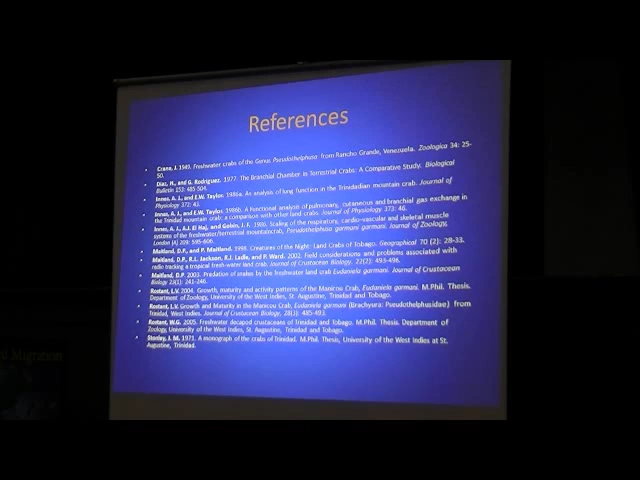 References
• Crane, J. 1949. Freshwater crabs of the Genus Pseudothelphusa from Rancho Grande, Venezuela. Zoologica 34: 25-
50.
• Diaz, H., and G. Rodriguez. 1977. The Branchial Chamber in Terrestrial Crabs: A Comparative Study. Biological
Bulletin 153: 485 504.
• Innes, A. J., and E.W. Taylor. 1986a. An analysis of lung function in the Trinidadian mountain crab. Journal of
Physiology 372: 43.
• Innes, A. J., and E.W. Taylor. 1986b. A Functional analysis of pulmonary, cutaneous and branchial gas exchange in
the Trinidad mountain crab: a comparison with other land crabs. Journal of Physiology 373: 46.
• Innes, A. J., A.J. El Haj, and Gobin, J. F. 1986. Scaling of the respiratory, cardio-vascular and skeletal muscle
systems of the freshwater/terrestrial mountaincrab, Pseudothelphusa garmani garmani. Journal of Zoology,
London (A) 209: 595-606.
• Maitland, D.P., and P. Maitland. 1998. Creatures of the Night: Land Crabs of Tobago. Geographical 70 (2): 28-33.
• Maitland, D.P., R.L. Jackson, R.J. Ladle, and P. Ward. 2002. Field considerations and problems associated with
radio tracking a tropical fresh-water land crab. Journal of Crustacean Biology. 22(2): 493-496.
• Maitland, D.P. 2003. Predation of snakes by the freshwater land crab Eudaniela garmani. Journal of Crustacean
Biology 23(1): 241-246.
• Rostant, L.V. 2004. Growth, maturity and activity patterns of the Manicou Crab, Eudaniela garmani. M.Phil. Thesis.
Department of Zoology, University of the West Indies, St. Augustine, Trinidad and Tobago.
• Rostant, L.V. Growth and Maturity in the Manicou Crab, Eudaniela garmani (Brachyura: Pseudothelphusidae) from
Trinidad, West Indies. Journal of Crustacean Biology, 28(3): 485-493.
• Rostant, W.G. 2005. Freshwater decapod crustaceans of Trinidad and Tobago. M.Phil. Thesis. Department of
Zoology, University of the West Indies, St. Augustine, Trinidad and Tobago.
• Stonley, J. M. 1971. A monograph of the crabs of Trinidad. M.Phil. Thesis, University of the West Indies at St.
Augustine, Trinidad.
Migration